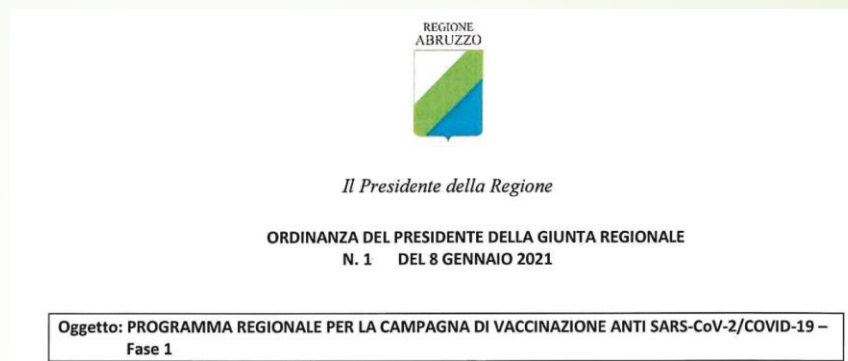 REGIONE
ABRUZZO
Il Presidente della Regione
ORDINANZA DEL PRESIDENTE DELLA GIUNTA REGIONALE
N. 1 DEL 8 GENNAIO 2021
Oggetto: PROGRAMMA REGIONALE PER LA CAMPAGNA DI VACCINAZIONE ANTI SARS-CoV-2/COVID-19 –
Fase 1